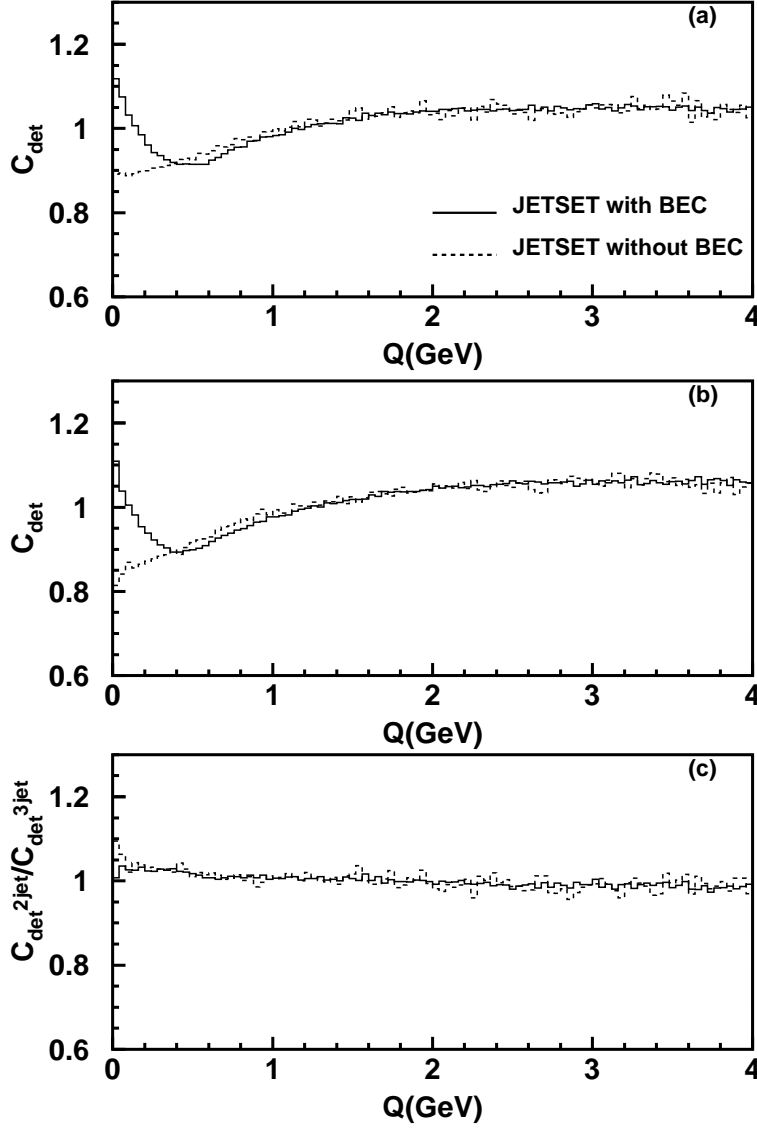 (a)
1.2
1
0.8
0.6
C_det
JETSET with BEC
JETSET without BEC
0 1 2 3 4
Q(GeV)
(b)
1.2
1
0.8
0.6
C_det
0 1 2 3 4
Q(GeV)
(c)
1.2
1
0.8
0.6
C_det^2jet/C_det^3jet
0 1 2 3 4
Q(GeV)